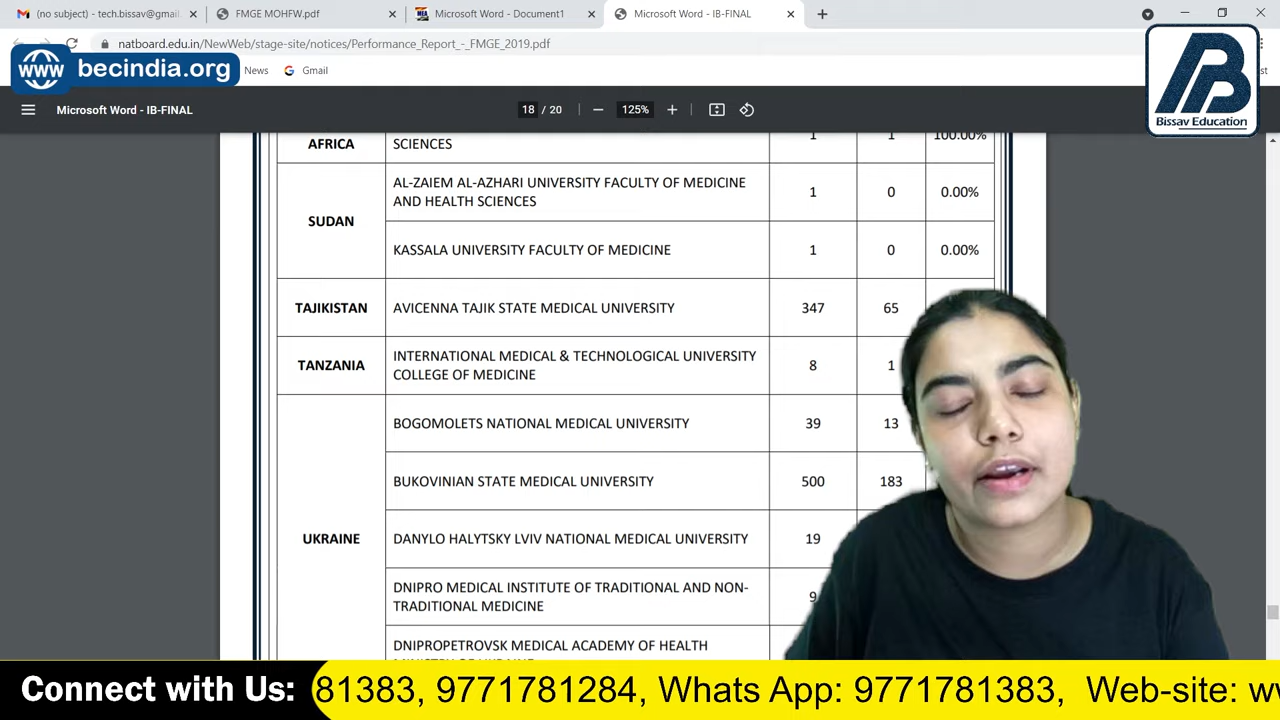 (no subject) - tech.bissav@gmail.
FMGE MOHFW.pdf
Microsoft Word - Document1
Microsoft Word - IB-FINAL
natboard.edu.in/NewWeb/stage-site/notices/Performance_Report_-_FMGE_2019.pdf
www becindia.org
News
Gmail
Bissav Education
Microsoft Word - IB-FINAL
18 / 20
125%
AFRICA SCIENCES 1 1 100.00%
SUDAN
AL-ZAIEM AL-AZHARI UNIVERSITY FACULTY OF MEDICINE
AND HEALTH SCIENCES 1 0 0.00%
KASSALA UNIVERSITY FACULTY OF MEDICINE 1 0 0.00%
TAJIKISTAN AVICENNA TAJIK STATE MEDICAL UNIVERSITY 347 65
TANZANIA
INTERNATIONAL MEDICAL & TECHNOLOGICAL UNIVERSITY
COLLEGE OF MEDICINE 8 1
UKRAINE
BOGOMOLETS NATIONAL MEDICAL UNIVERSITY 39 13
BUKOVINIAN STATE MEDICAL UNIVERSITY 500 183
DANYLO HALYTSKY LVIV NATIONAL MEDICAL UNIVERSITY 19
DNIPRO MEDICAL INSTITUTE OF TRADITIONAL AND NON-
TRADITIONAL MEDICINE 9
DNIPROPETROVSK MEDICAL ACADEMY OF HEALTH
Connect with Us: 81383, 9771781284, Whats App: 9771781383, Web-site: ww